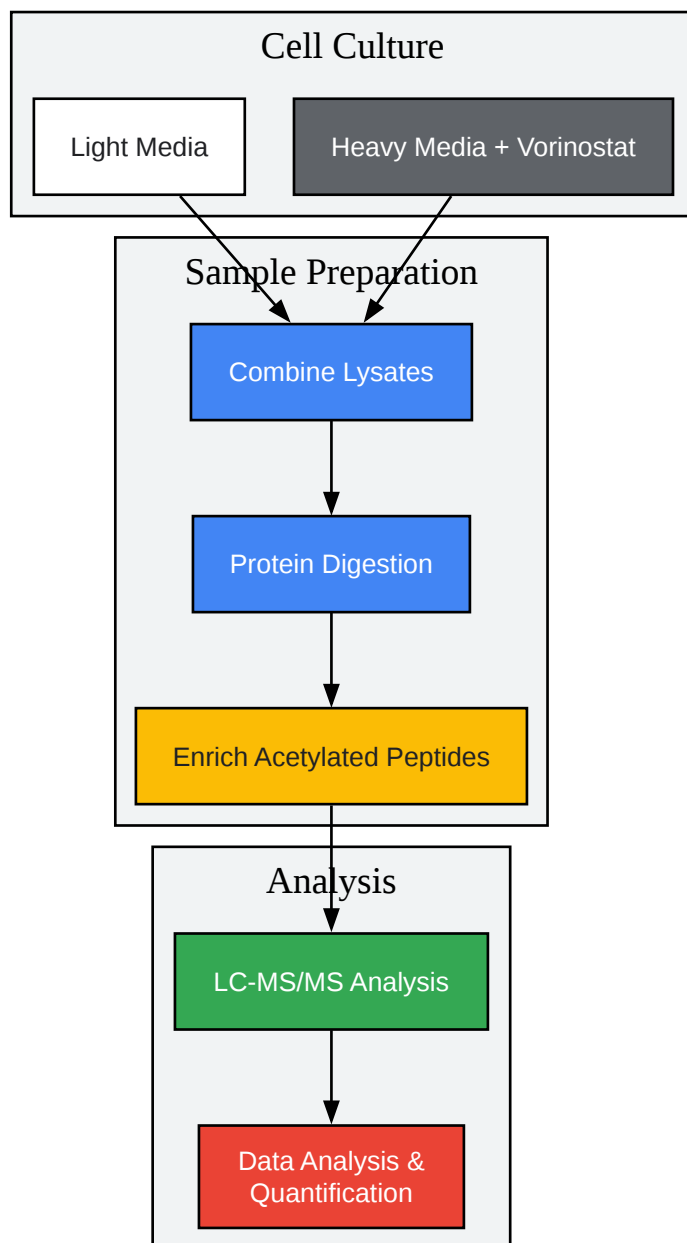 Cell Culture
Light Media
Heavy Media + Vorinostat
Sample Preparation
Combine Lysates
Protein Digestion
Enrich Acetylated Peptides
Analysis
LC-MS/MS Analysis
Data Analysis &
Quantification